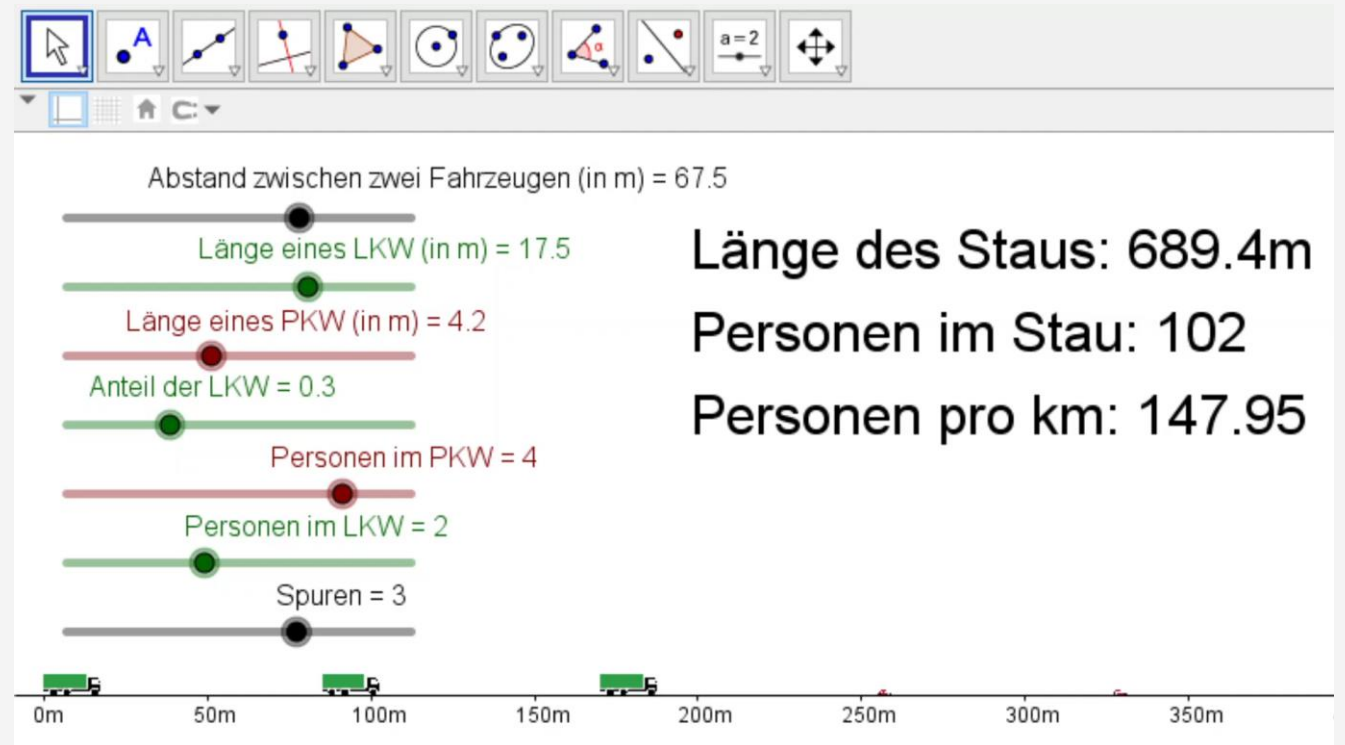 A
α
a=2
Abstand zwischen zwei Fahrzeugen (in m) = 67.5
Länge eines LKW (in m) = 17.5
Länge eines PKW (in m) = 4.2
Anteil der LKW = 0.3
Personen im PKW = 4
Personen im LKW = 2
Spuren = 3
Länge des Staus: 689.4m
Personen im Stau: 102
Personen pro km: 147.95
0m 50m 100m 150m 200m 250m 300m 350m